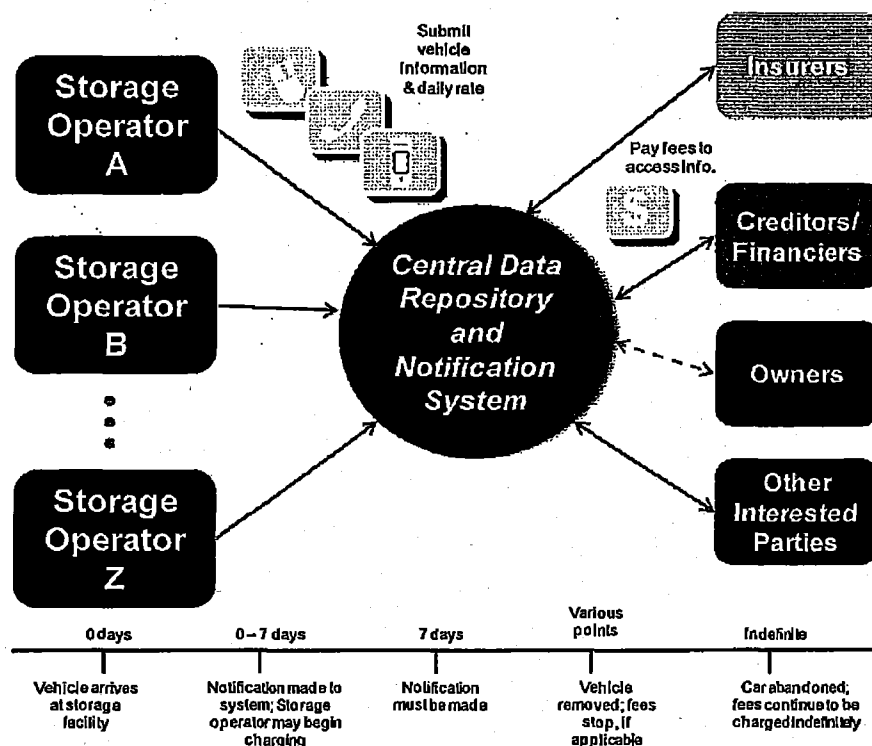 Storage
Operator
A
Submit
vehicle
information
& daily rate
Insurers
Pay fees to
access info.
$
Storage
Operator
B
Central Data
Repository
and
Notification
System
Creditors/
Financiers
Owners
Storage
Operator
Z
Other
Interested
Parties
0 days
0 – 7 days
7 days
Various
points
Indefinite
Vehicle arrives
at storage
facility
Notification made to
system; Storage
operator may begin
charging
Notification
must be made
Vehicle
removed; fees
stop, if
applicable
Car abandoned;
fees continue to be
charged indefinitely